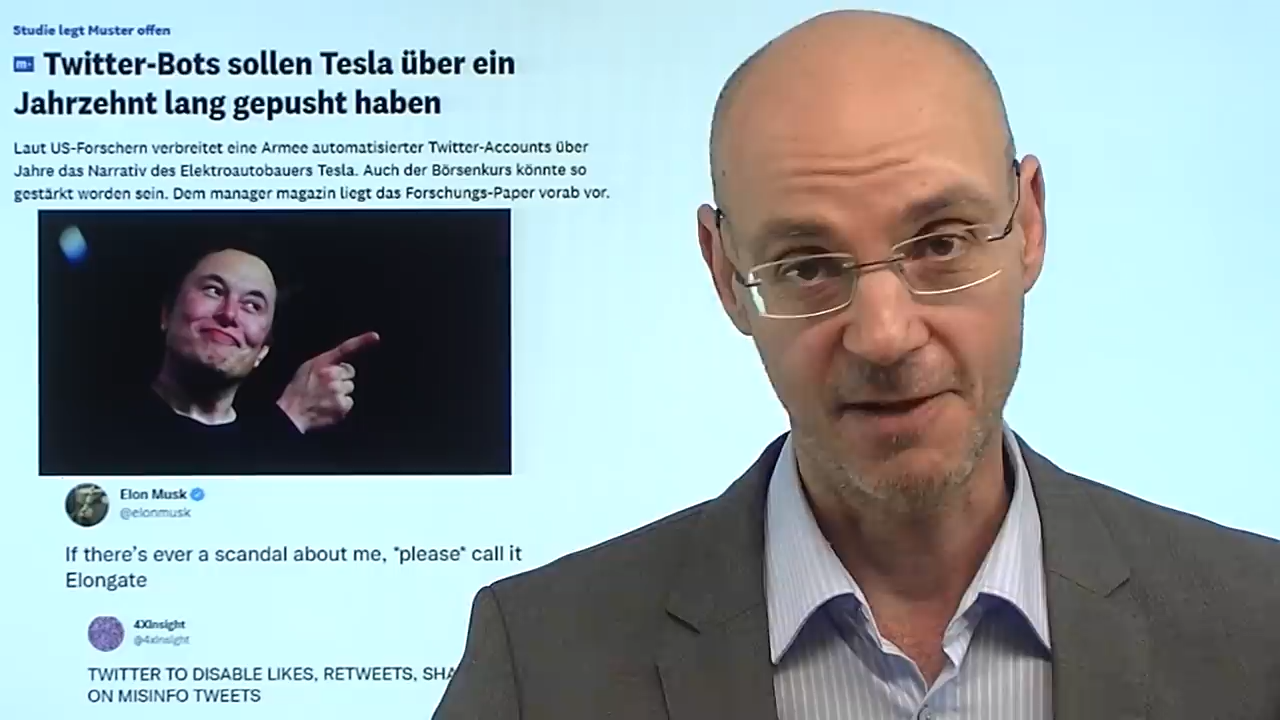 Studie legt Muster offen
m+ Twitter-Bots sollen Tesla über ein
Jahrzehnt lang gepusht haben
Laut US-Forschern verbreitet eine Armee automatisierter Twitter-Accounts über
Jahre das Narrativ des Elektroautobauers Tesla. Auch der Börsenkurs könnte so
gestärkt worden sein. Dem manager magazin liegt das Forschungs-Paper vorab vor.
Elon Musk
@elonmusk
If there's ever a scandal about me, *please* call it
Elongate
4XInsight
@4xInsight
TWITTER TO DISABLE LIKES, RETWEETS,
ON MISINFO TWEETS